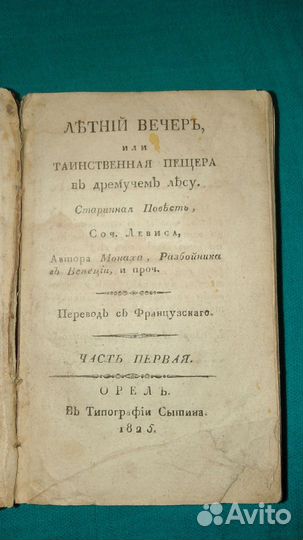 ЛѢТНІЙ ВЕЧЕРЪ,
или
ТАИНСТВЕННАЯ ПЕЩЕРА
въ дремучемъ лѣсу.
Старинная Повѣсть,
Соч. Левиса,
Автора Монаха, Разбойника
въ Венеціи, и проч.
Переводъ съ Французскаго.
ЧАСТЬ ПЕРВАЯ.
ОРЕЛЪ.
Въ Типографіи Сытина.
1825.
Avito